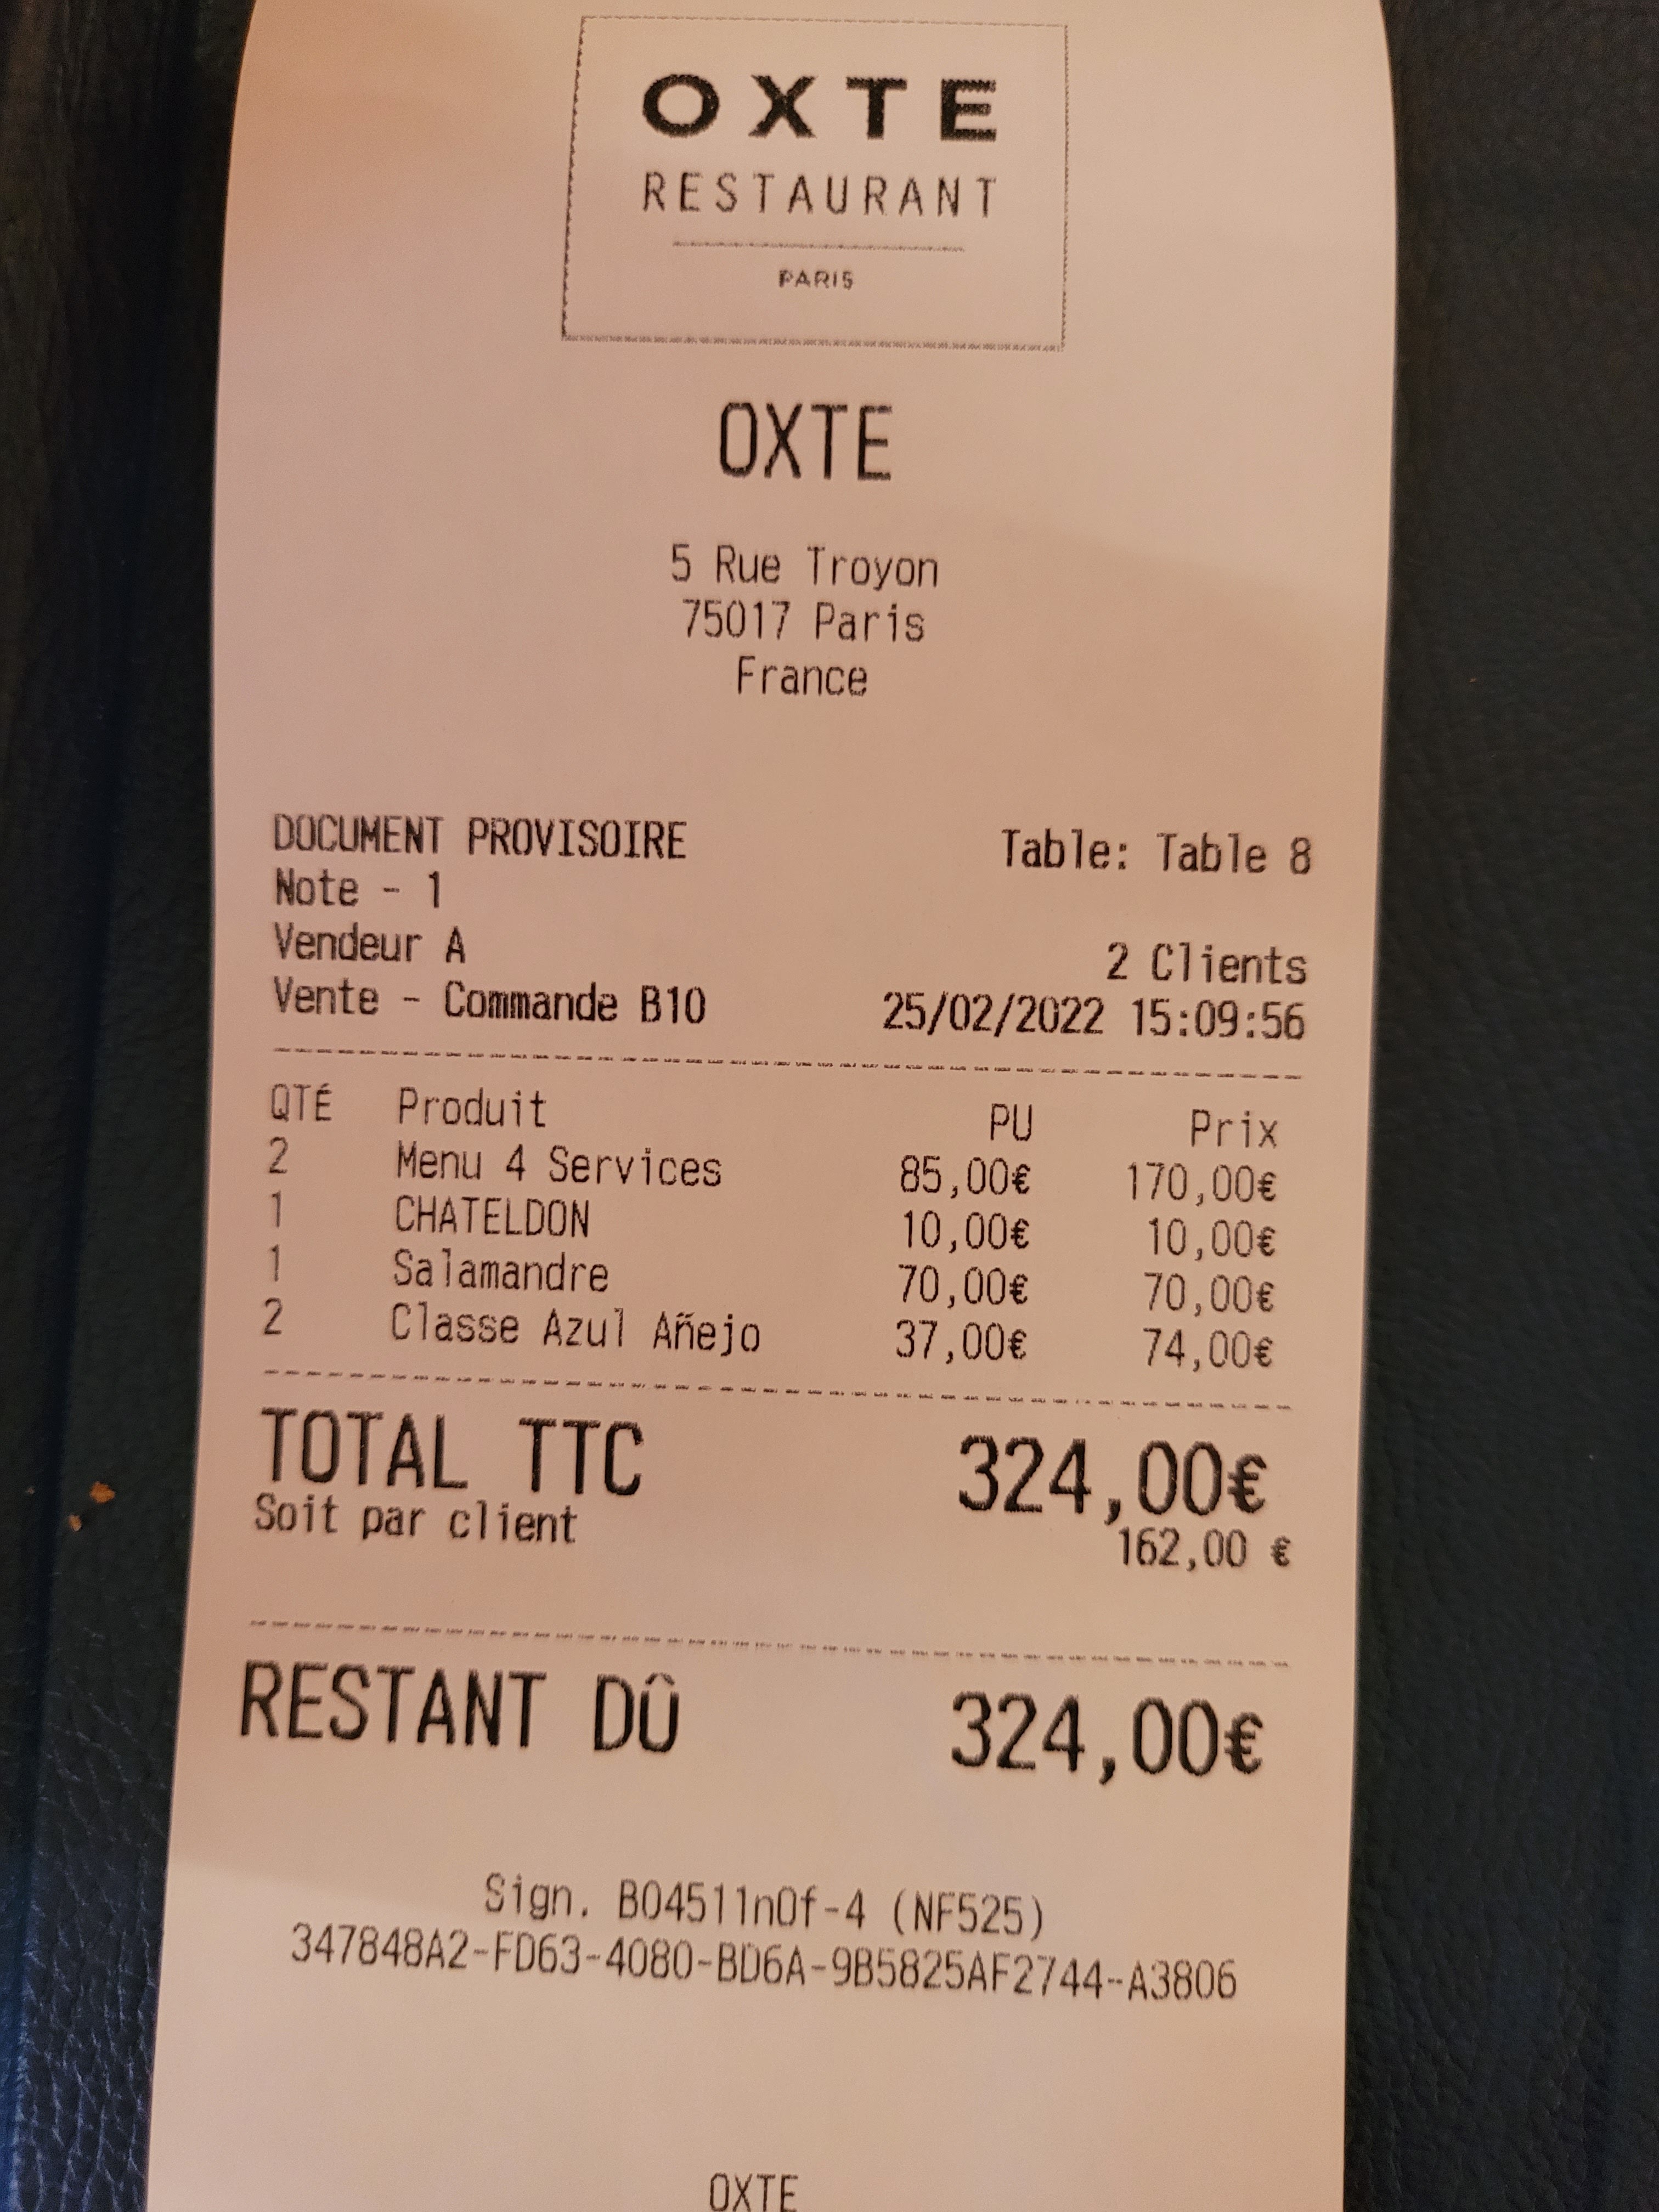 OXTE
RESTAURANT
PARIS
OXTE
5 Rue Troyon
75017 Paris
France
DOCUMENT PROVISOIRE Table: Table 8
Note - 1
Vendeur A 2 Clients
Vente - Commande B10 25/02/2022 15:09:56
QTÉ Produit PU Prix
2 Menu 4 Services 85,00€ 170,00€
1 CHATELDON 10,00€ 10,00€
1 Salamandre 70,00€ 70,00€
2 Classe Azul Añejo 37,00€ 74,00€
TOTAL TTC 324,00€
Soit par client 162,00 €
RESTANT DÛ 324,00€
Sign. B04511n0f-4 (NF525)
347848A2-FD63-4080-BD6A-9B5825AF2744-A3806
OXTE